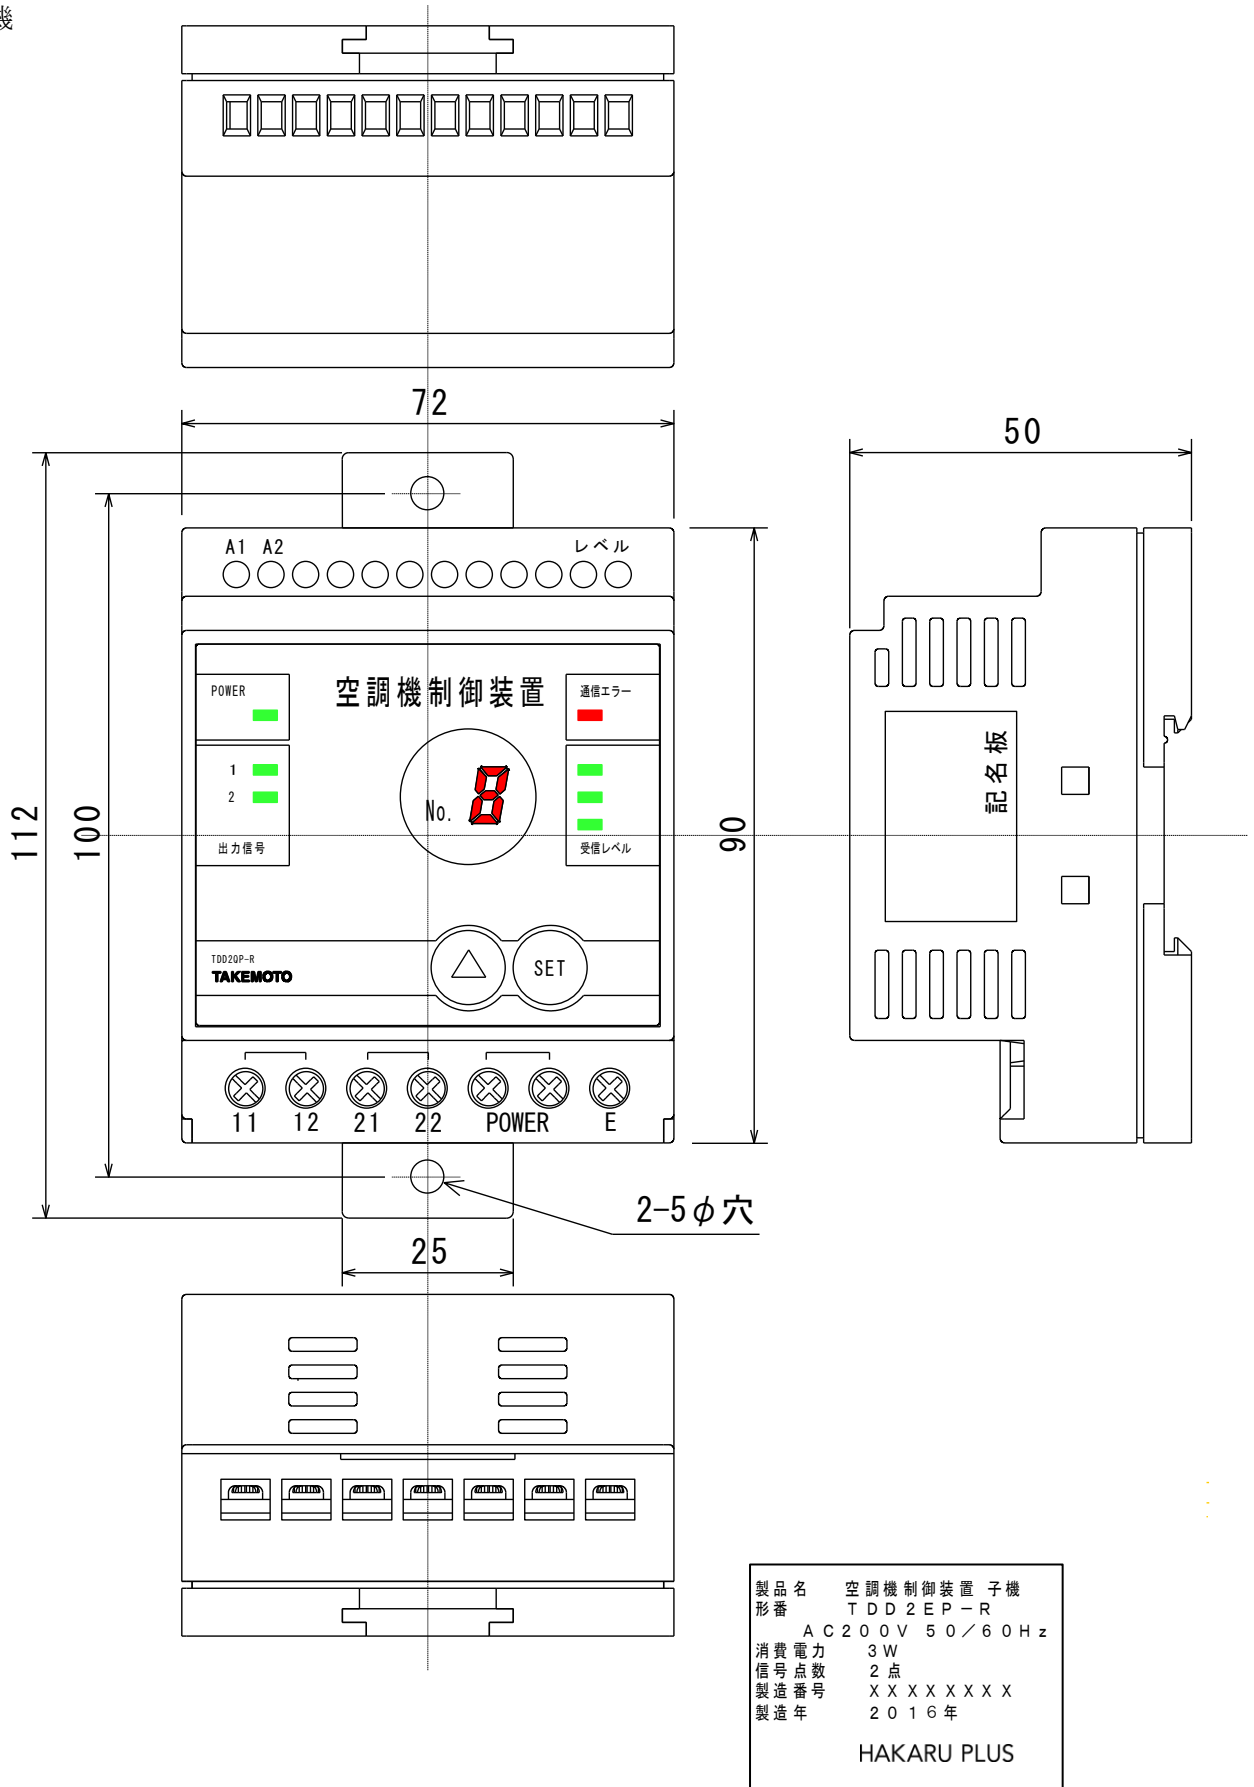 機
72
50
A1 A2 レベル
POWER
空調機制御装置
通信エラー
1
2
No. 8
出力信号
受信レベル
記名板
112
100
90
TDD2QP-R
TAKEMOTO
SET
11 12 21 22 POWER E
2-5φ穴
25
製品名 空調機制御装置 子機
形番 TDD2EP-R
AC200V 50/60Hz
消費電力 3W
信号点数 2点
製造番号 XXXXXXXX
製造年 2016年
HAKARU PLUS